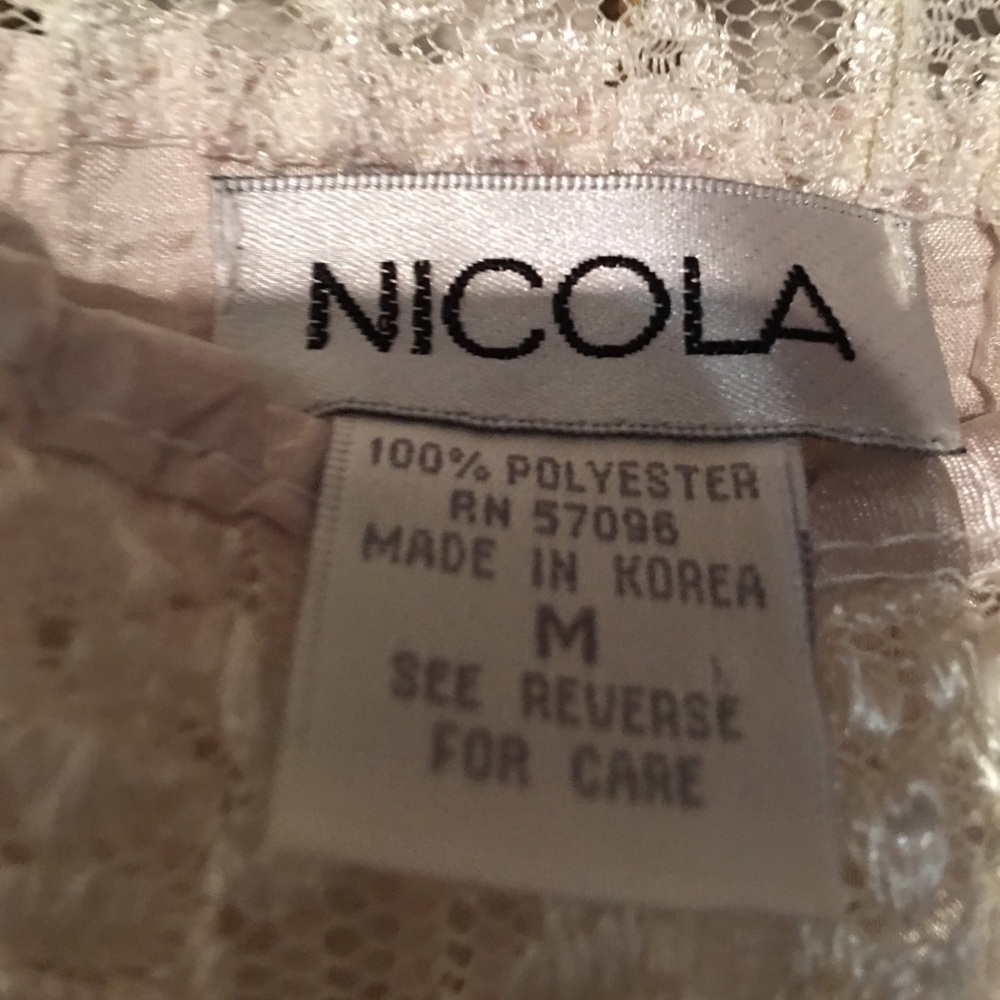 NICOLA
100% POLYESTER
RN 57096
MADE IN KOREA
M
SEE REVERSE
FOR CARE